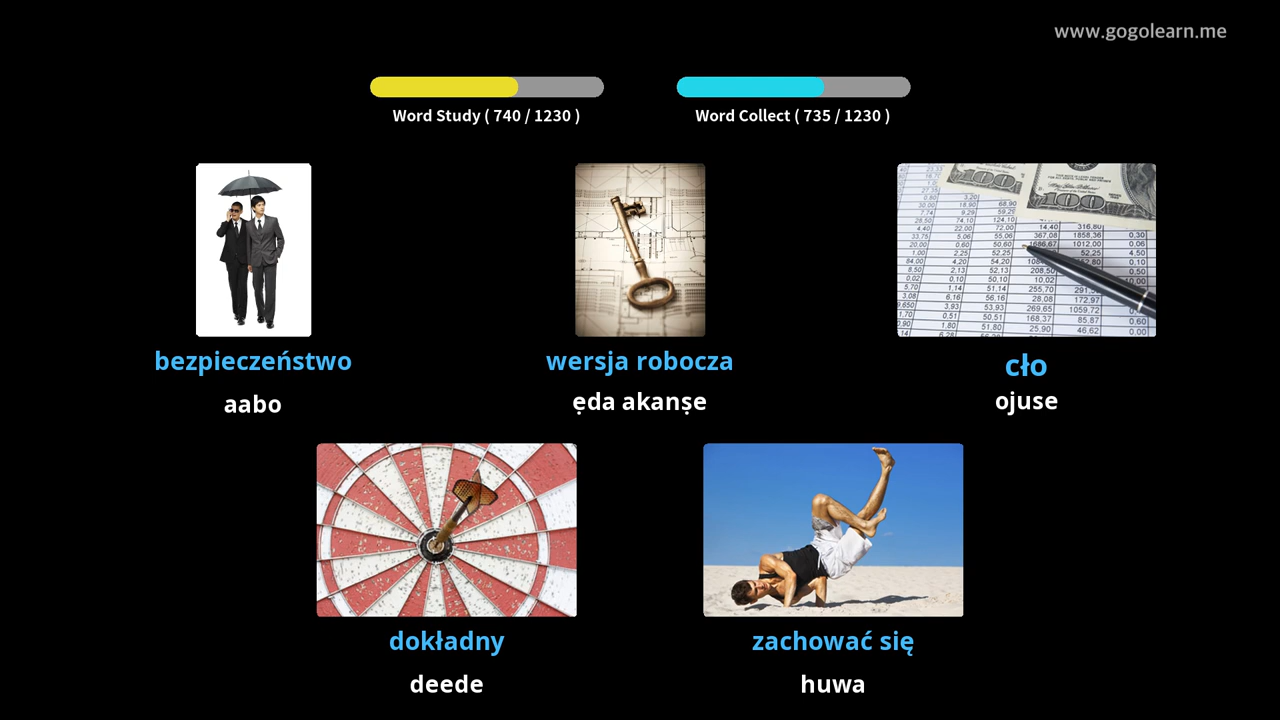 www.gogolearn.me
Word Study ( 740 / 1230 )
Word Collect ( 735 / 1230 )
bezpieczeństwo
aabo
wersja robocza
ẹda akanṣe
cło
ojuse
dokładny
deede
zachować się
huwa